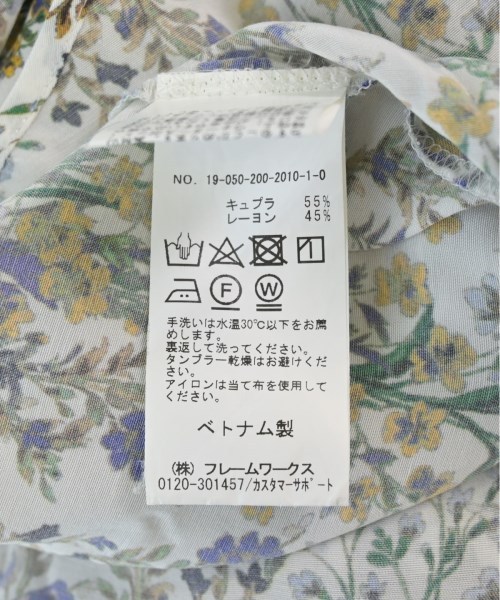 NO. 19-050-200-2010-1-0
キュプラ 55%
レーヨン 45%
F W
手洗いは水温30℃以下をお薦
めします。
裏返して洗ってください。
タンブラー乾燥はお避けくだ
さい。
アイロンは当て布を使用して
ください。
ベトナム製
(株) フレームワークス
0120-301457/カスタマーサポート